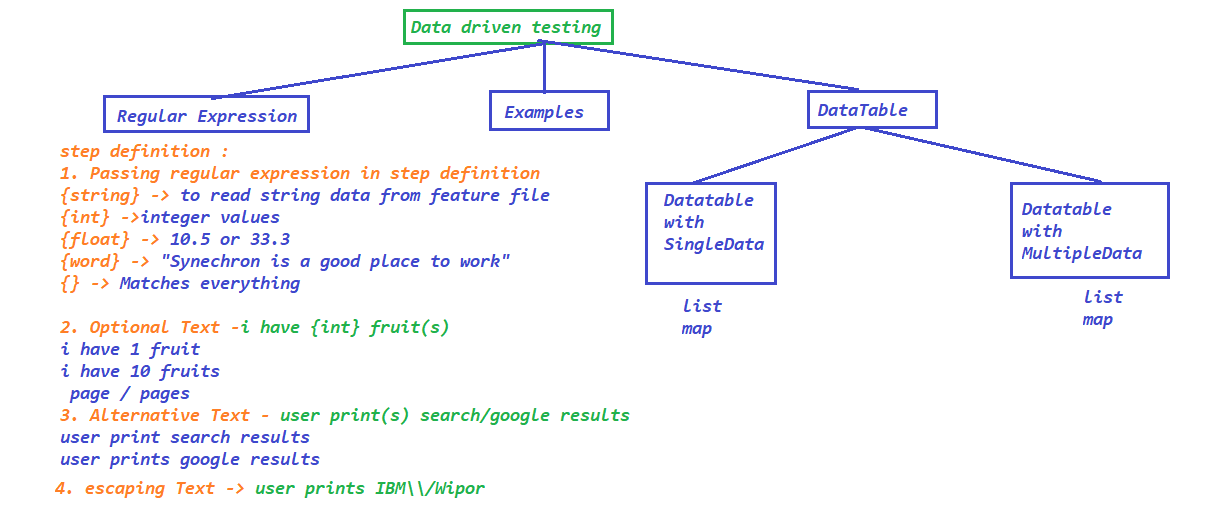 Data driven testing
Regular Expression
Examples
DataTable
step definition :
1. Passing regular expression in step definition
{string} -> to read string data from feature file
{int} ->integer values
{float} -> 10.5 or 33.3
{word} -> "Synechron is a good place to work"
{} -> Matches everything
2. Optional Text -i have {int} fruit(s)
i have 1 fruit
i have 10 fruits
page / pages
3. Alternative Text - user print(s) search/google results
user print search results
user prints google results
4. escaping Text -> user prints IBM\\/Wipor
Datatable
with
SingleData
list
map
Datatable
with
MultipleData
list
map